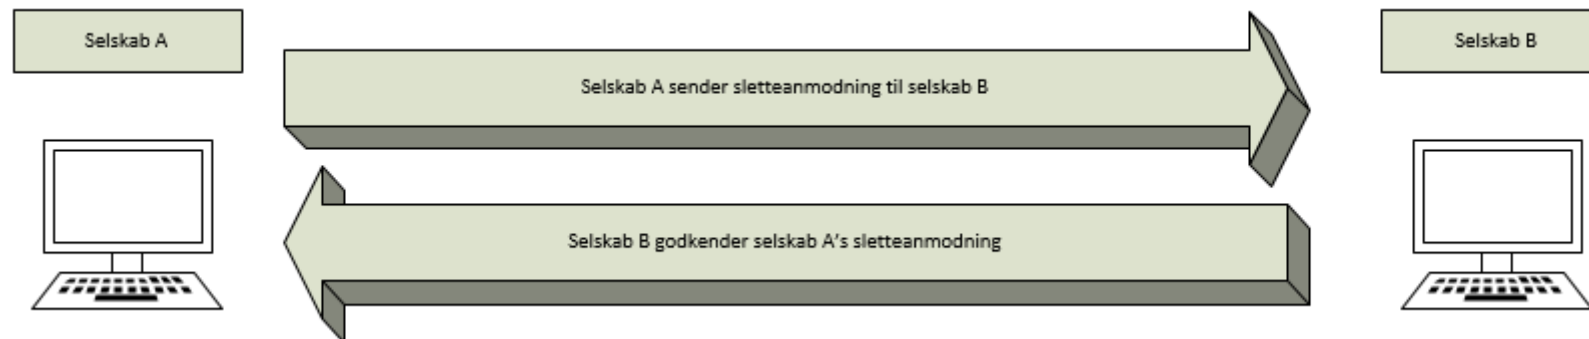 Selskab A
Selskab B
Selskab A sender sletteanmodning til selskab B
Selskab B godkender selskab A's sletteanmodning